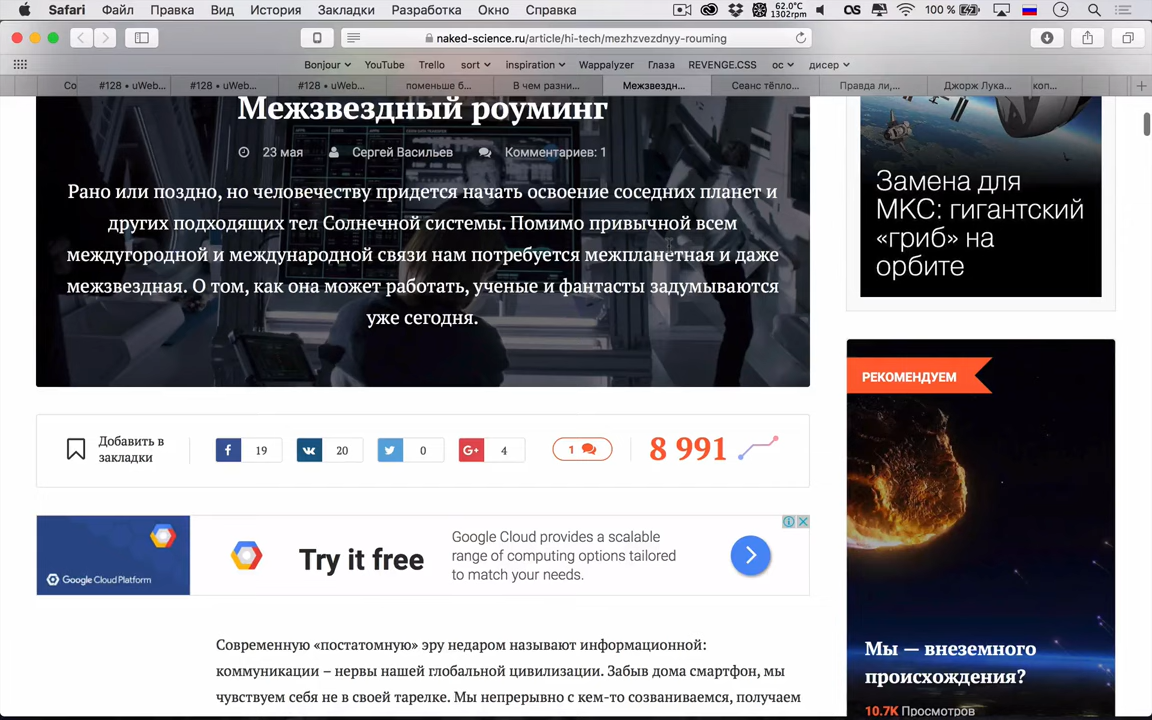 Safari Файл Правка Вид История Закладки Разработка Окно Справка 62.0°C 1302rpm 100 %
naked-science.ru/article/hi-tech/mezhzvezdnyy-rouming
Bonjour YouTube Trello sort inspiration Wappalyzer Глаза REVENGE.CSS ос дисер
Co #128 • uWeb... #128 • uWeb... #128 • uWeb... поменьше б... В чем разни... Межзвездн... Сеанс тёпло... Правда ли,... Джорж Лука... коп...
Межзвездный роуминг
23 мая Сергей Васильев Комментариев: 1
Рано или поздно, но человечеству придется начать освоение соседних планет и
других подходящих тел Солнечной системы. Помимо привычной всем
междугородной и международной связи нам потребуется межпланетная и даже
межзвездная. О том, как она может работать, ученые и фантасты задумываются
уже сегодня.
Добавить в
закладки
19 20 0 4 1 8 991
Google Cloud Platform
Try it free
Google Cloud provides a scalable
range of computing options tailored
to match your needs.
Современную «постатомную» эру недаром называют информационной:
коммуникации – нервы нашей глобальной цивилизации. Забыв дома смартфон, мы
чувствуем себя не в своей тарелке. Мы непрерывно с кем-то созваниваемся, получаем
Замена для
МКС: гигантский
«гриб» на
орбите
РЕКОМЕНДУЕМ
Мы — внеземного
происхождения?
10.7K Просмотров